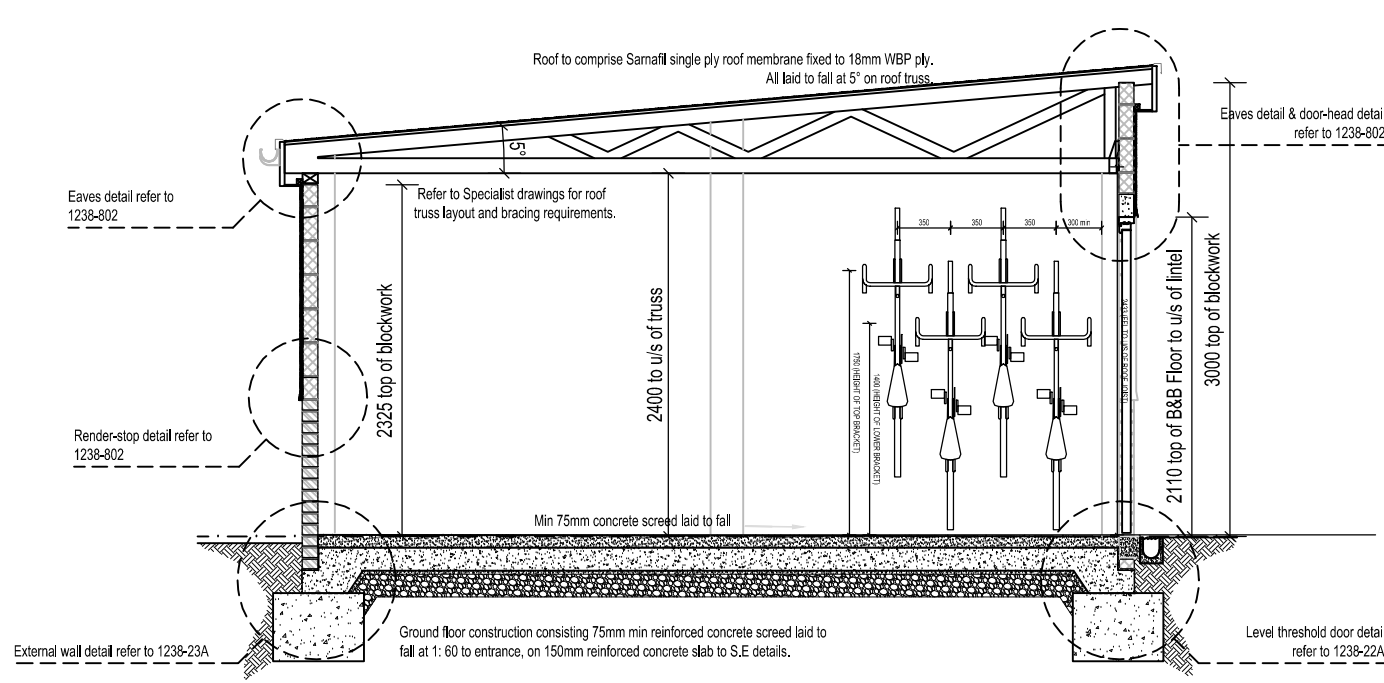 Roof to comprise Sarnafil single ply roof membrane fixed to 18mm WBP ply.
All laid to fall at 5° on roof truss.
Eaves detail & door-head detai
refer to 1238-802
5°
Eaves detail refer to
1238-802
Refer to Specialist drawings for roof
truss layout and bracing requirements.
350
350
350
300 min
2325 top of blockwork
2400 to u/s of truss
1750 (HEIGHT OF TOP BRACKET)
1400 (HEIGHT OF LOWER BRACKET)
2433 (FFL TO U/S OF ROOF JOIST)
2110 top of B&B Floor to u/s of lintel
3000 top of blockwork
Render-stop detail refer to
1238-802
Min 75mm concrete screed laid to fall
Ground floor construction consisting 75mm min reinforced concrete screed laid to
fall at 1: 60 to entrance, on 150mm reinforced concrete slab to S.E details.
External wall detail refer to 1238-23A
Level threshold door detai
refer to 1238-22A